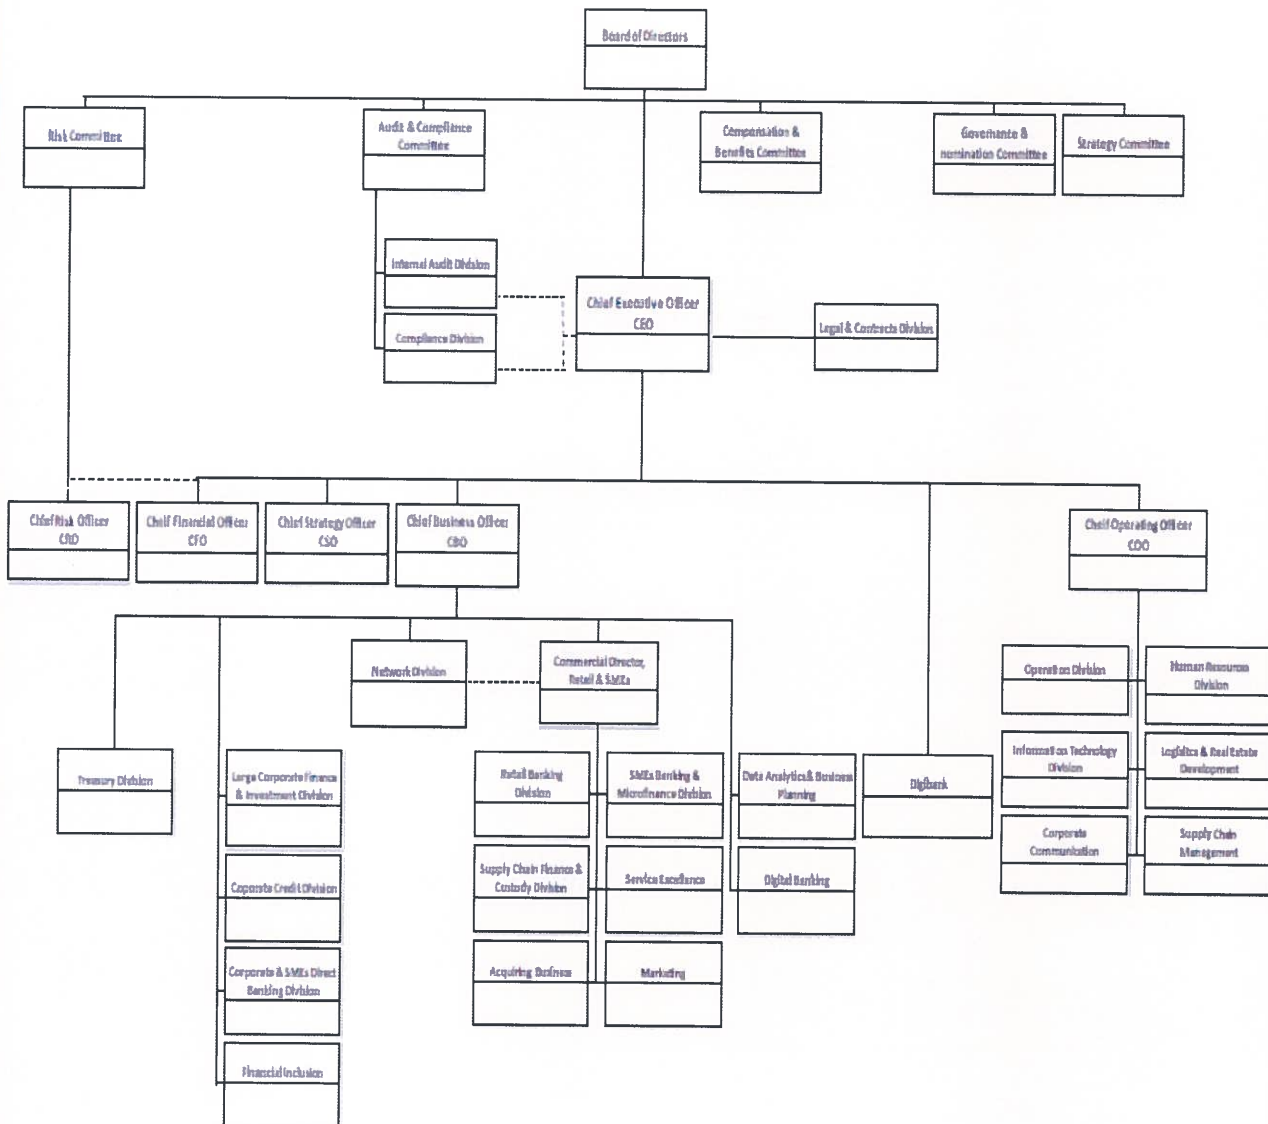 Board of Directors
Risk Committee
Audit & Compliance
Committee
Compensation &
Benefits Committee
Governance &
nomination Committee
Strategy Committee
Internal Audit Division
Compliance Division
Chief Executive Officer
CEO
Legal & Contracts Division
Chief Risk Officer
CRO
Cheif Financial Officer
CFO
Chief Strategy Officer
CSO
Chief Business Officer
CBO
Cheif Operating Officer
COO
Network Division
Commercial Director,
Retail & SMEs
Operation Division
Human Resources
Division
Treasury Division
Large Corporate Finance
& Investment Division
Retail Banking
Division
SMEs Banking &
Microfinance Division
Data Analytics & Business
Planning
Digibank
Information Technology
Division
Logistics & Real Estate
Development
Coporate Credit Division
Supply Chain Finance &
Custody Division
Service Excellence
Digital Banking
Corporate
Communication
Supply Chain
Management
Corporate & SMEs Direct
Banking Division
Acquiring Business
Marketing
Financial Inclusion